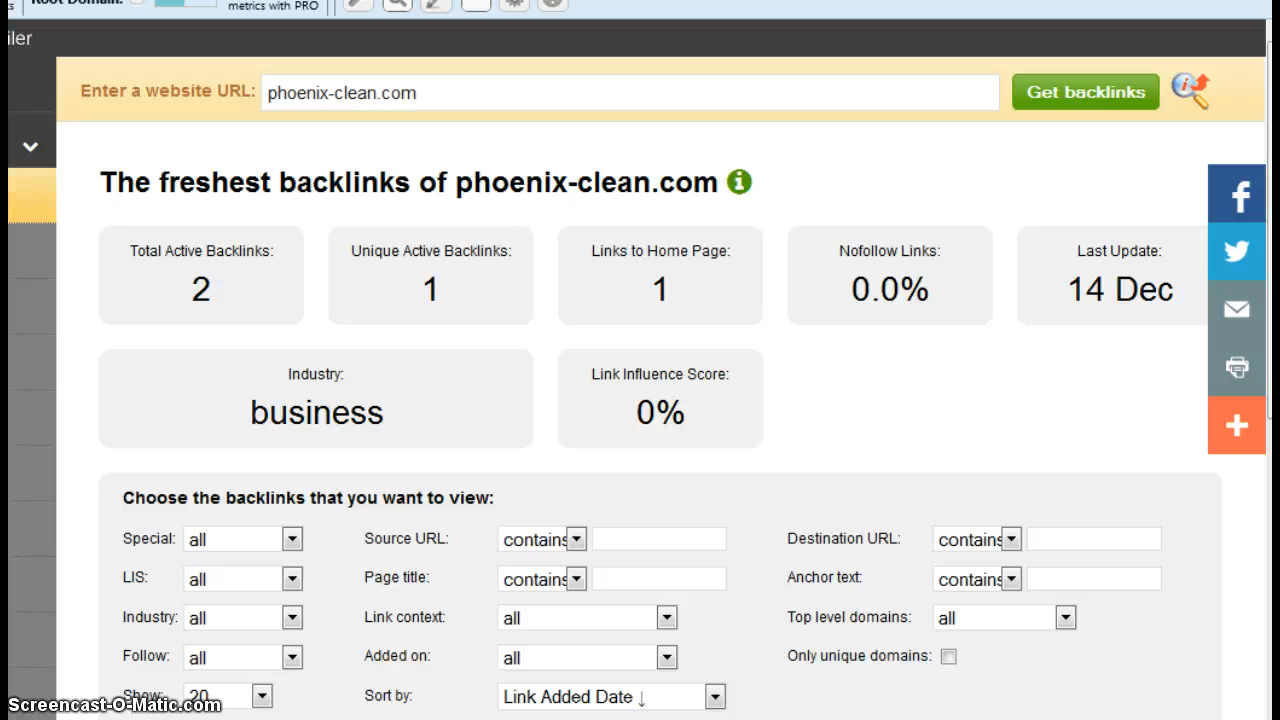 Root Domain:
metrics with PRO
iler
Enter a website URL: phoenix-clean.com Get backlinks
The freshest backlinks of phoenix-clean.com
Total Active Backlinks: Unique Active Backlinks: Links to Home Page: Nofollow Links: Last Update:
2 1 1 0.0% 14 Dec
Industry: Link Influence Score:
business 0%
Choose the backlinks that you want to view:
Special: all Source URL: contains Destination URL: contains
LIS: all Page title: contains Anchor text: contains
Industry: all Link context: all Top level domains: all
Follow: all Added on: all Only unique domains:
Show: 20 Sort by: Link Added Date ↓
Screencast-O-Matic.com